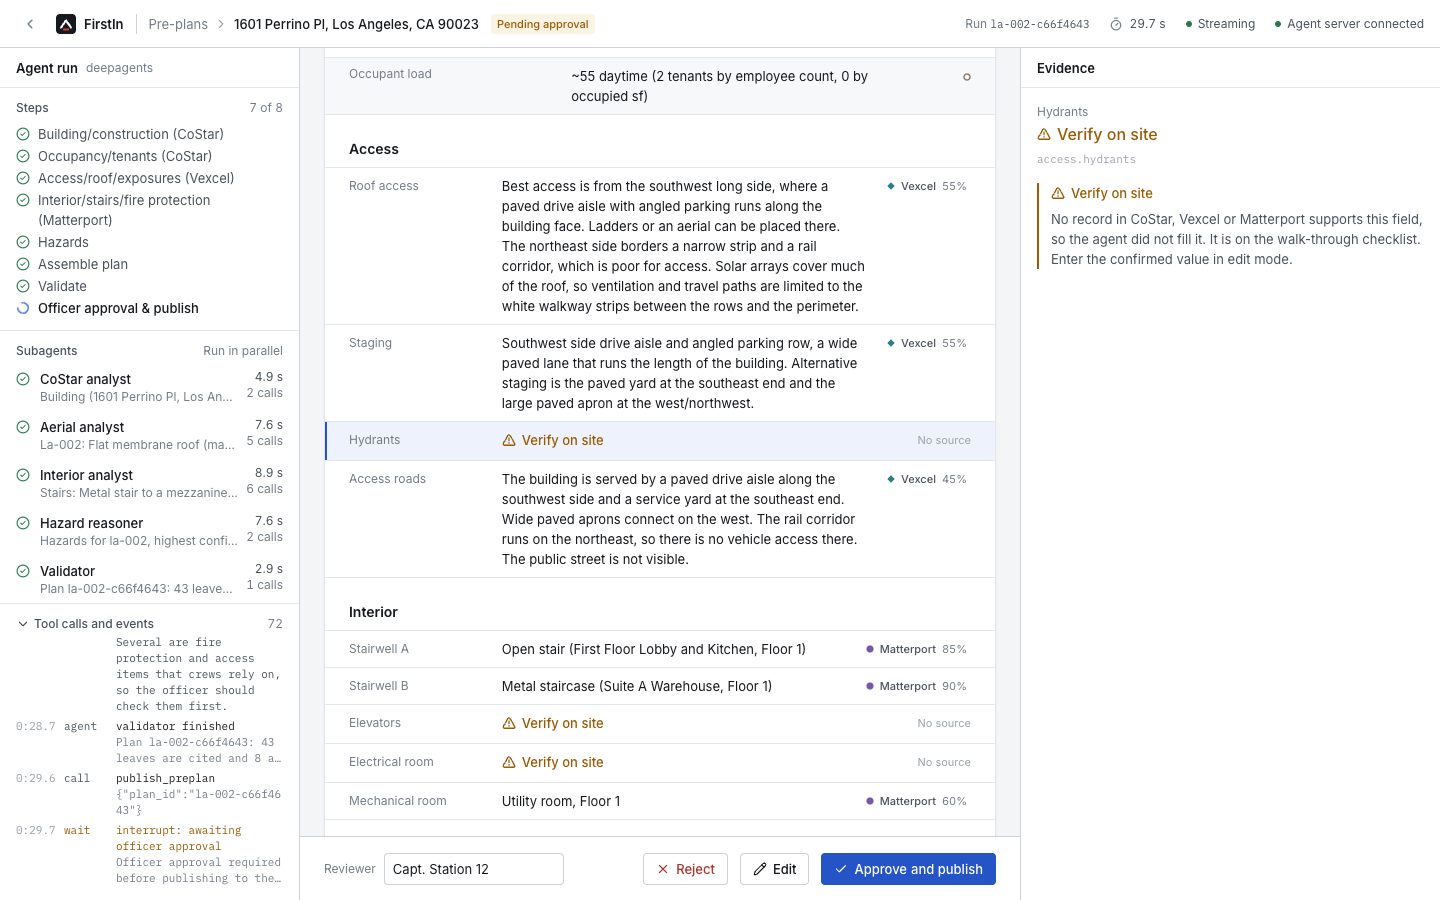 FirstIn
Pre-plans
1601 Perrino Pl, Los Angeles, CA 90023
Pending approval
Run la-002-c66f4643
29.7 s
Streaming
Agent server connected
Agent run deepagents
Steps
7 of 8
Building/construction (CoStar)
Occupancy/tenants (CoStar)
Access/roof/exposures (Vexcel)
Interior/stairs/fire protection
(Matterport)
Hazards
Assemble plan
Validate
Officer approval & publish
Subagents
Run in parallel
CoStar analyst
4.9 s
Building (1601 Perrino Pl, Los An...
2 calls
Aerial analyst
7.6 s
La-002: Flat membrane roof (ma...
5 calls
Interior analyst
8.9 s
Stairs: Metal stair to a mezzanine...
6 calls
Hazard reasoner
7.6 s
Hazards for la-002, highest confi...
2 calls
Validator
2.9 s
Plan la-002-c66f4643: 43 leave...
1 calls
Tool calls and events
72
Several are fire
protection and access
items that crews rely on,
so the officer should
check them first.
0:28.7 agent validator finished
Plan la-002-c66f4643: 43
leaves are cited and 8 a…
0:29.6 call publish_preplan
{"plan_id":"la-002-c66f46
43"}
0:29.7 wait interrupt: awaiting
officer approval
Officer approval required
before publishing to the…
Occupant load
~55 daytime (2 tenants by employee count, 0 by
occupied sf)
Access
Roof access
Best access is from the southwest long side, where a
paved drive aisle with angled parking runs along the
building face. Ladders or an aerial can be placed there.
The northeast side borders a narrow strip and a rail
corridor, which is poor for access. Solar arrays cover much
of the roof, so ventilation and travel paths are limited to the
white walkway strips between the rows and the perimeter.
Vexcel 55%
Staging
Southwest side drive aisle and angled parking row, a wide
paved lane that runs the length of the building. Alternative
staging is the paved yard at the southeast end and the
large paved apron at the west/northwest.
Vexcel 55%
Hydrants
Verify on site
No source
Access roads
The building is served by a paved drive aisle along the
southwest side and a service yard at the southeast end.
Wide paved aprons connect on the west. The rail corridor
runs on the northeast, so there is no vehicle access there.
The public street is not visible.
Vexcel 45%
Interior
Stairwell A
Open stair (First Floor Lobby and Kitchen, Floor 1)
Matterport 85%
Stairwell B
Metal staircase (Suite A Warehouse, Floor 1)
Matterport 90%
Elevators
Verify on site
No source
Electrical room
Verify on site
No source
Mechanical room
Utility room, Floor 1
Matterport 60%
Reviewer
Capt. Station 12
Reject
Edit
Approve and publish
Evidence
Hydrants
Verify on site
access.hydrants
Verify on site
No record in CoStar, Vexcel or Matterport supports this field,
so the agent did not fill it. It is on the walk-through checklist.
Enter the confirmed value in edit mode.